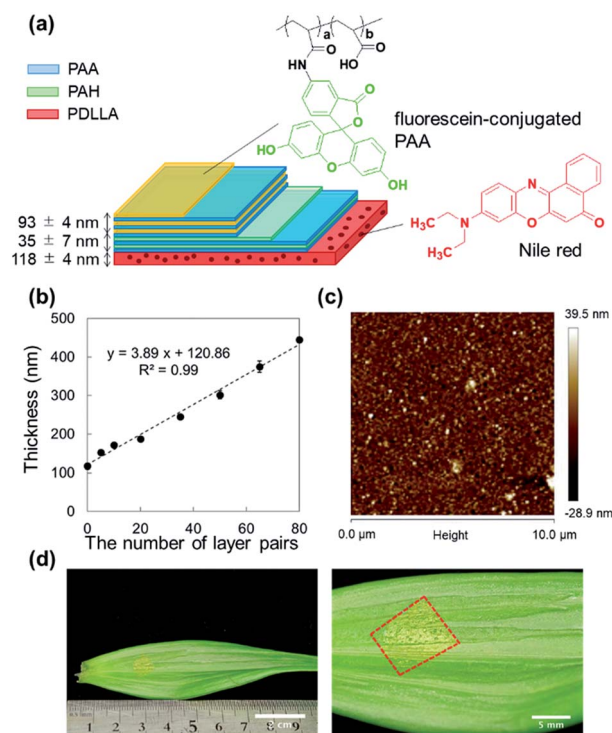 (a)
PAA
PAH
PDLLA
a
b
O
HO
O
HN
O
O
HO
O
OH
fluorescein-conjugated
PAA
93 ± 4 nm
35 ± 7 nm
118 ± 4 nm
N
H3C
N
O
O
H3C
Nile red
(b)
Thickness (nm)
500
400
300
200
100
0
y = 3.89 x + 120.86
R² = 0.99
0
20
40
60
80
The number of layer pairs
(c)
39.5 nm
-28.9 nm
0.0 µm
Height
10.0 µm
(d)
1 2 3 4 5 6 7 8 9
2 cm
5 mm